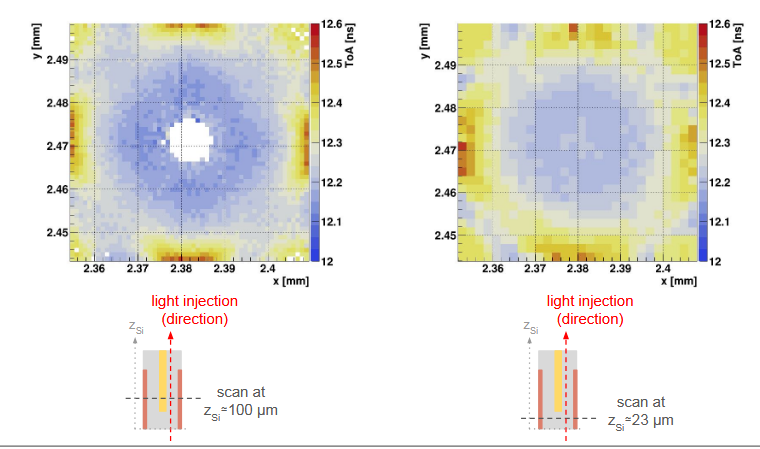 y [mm]
2.49
2.48
2.47
2.46
2.45
2.36 2.37 2.38 2.39 2.4
x [mm]
12.6
12.5
12.4
12.3
12.2
12.1
12
ToA [ns]
y [mm]
2.49
2.48
2.47
2.46
2.45
2.36 2.37 2.38 2.39 2.4
x [mm]
12.6
12.5
12.4
12.3
12.2
12.1
12
ToA [ns]
light injection
(direction)
zSi
scan at
zSi≃100 μm
light injection
(direction)
zSi
scan at
zSi≃23 μm